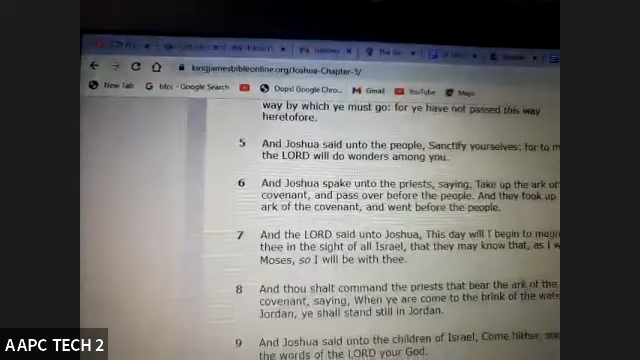 kingjamesbibleonline.org/Joshua-Chapter-3/
New Tab G bltcc - Google Search Oops! Google Chro... Gmail YouTube Maps
way by which ye must go: for ye have not passed this way
heretofore.
5 And Joshua said unto the people, Sanctify yourselves: for to m
the LORD will do wonders among you.
6 And Joshua spake unto the priests, saying, Take up the ark of
covenant, and pass over before the people. And they took up
ark of the covenant, and went before the people.
7 And the LORD said unto Joshua, This day will I begin to magn
thee in the sight of all Israel, that they may know that, as I w
Moses, so I will be with thee.
8 And thou shalt command the priests that bear the ark of the
covenant, saying, When ye are come to the brink of the wate
Jordan, ye shall stand still in Jordan.
9 And Joshua said unto the children of Israel, Come hither, and
the words of the LORD your God.
AAPC TECH 2